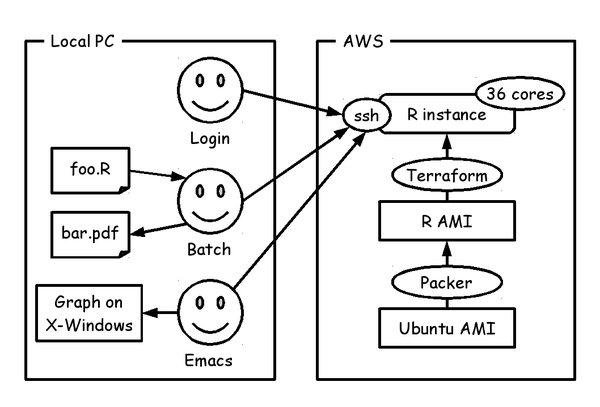 Local PC
Login
foo.R
bar.pdf
Batch
Graph on
X-Windows
Emacs
AWS
36 cores
ssh
R instance
Terraform
R AMI
Packer
Ubuntu AMI